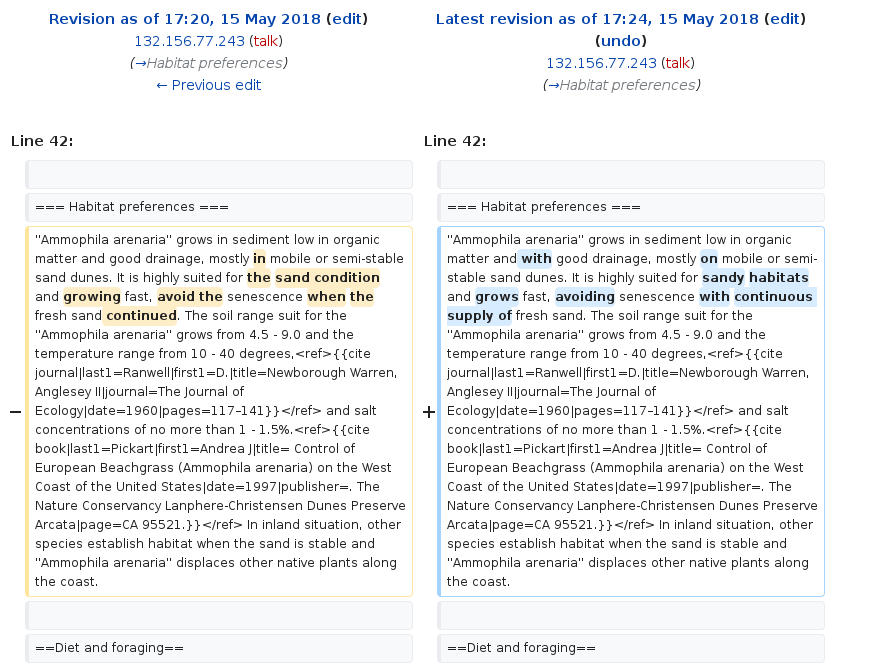 Revision as of 17:20, 15 May 2018 (edit)
132.156.77.243 (talk)
(→Habitat preferences)
← Previous edit
Latest revision as of 17:24, 15 May 2018 (edit)
(undo)
132.156.77.243 (talk)
(→Habitat preferences)
Line 42:
=== Habitat preferences ===
−
"Ammophila arenaria" grows in sediment low in organic
matter and good drainage, mostly in mobile or semi-stable
sand dunes. It is highly suited for the sand condition
and growing fast, avoid the senescence when the
fresh sand continued. The soil range suit for the
"Ammophila arenaria" grows from 4.5 - 9.0 and the
temperature range from 10 - 40 degrees,<ref>{{cite
journal|last1=Ranwell|first1=D.|title=Newborough Warren,
Anglesey II|journal=The Journal of
Ecology|date=1960|pages=117–141}}</ref> and salt
concentrations of no more than 1 - 1.5%.<ref>{{cite
book|last1=Pickart|first1=Andrea J|title= Control of
European Beachgrass (Ammophila arenaria) on the West
Coast of the United States|date=1997|publisher=. The
Nature Conservancy Lanphere-Christensen Dunes Preserve
Arcata|page=CA 95521.}}</ref> In inland situation, other
species establish habitat when the sand is stable and
"Ammophila arenaria" displaces other native plants along
the coast.
==Diet and foraging==
Line 42:
=== Habitat preferences ===
+
"Ammophila arenaria" grows in sediment low in organic
matter and with good drainage, mostly on mobile or semi-
stable sand dunes. It is highly suited for sandy habitats
and grows fast, avoiding senescence with continuous
supply of fresh sand. The soil range suit for the
"Ammophila arenaria" grows from 4.5 - 9.0 and the
temperature range from 10 - 40 degrees,<ref>{{cite
journal|last1=Ranwell|first1=D.|title=Newborough Warren,
Anglesey II|journal=The Journal of
Ecology|date=1960|pages=117–141}}</ref> and salt
concentrations of no more than 1 - 1.5%.<ref>{{cite
book|last1=Pickart|first1=Andrea J|title= Control of
European Beachgrass (Ammophila arenaria) on the West
Coast of the United States|date=1997|publisher=. The
Nature Conservancy Lanphere-Christensen Dunes Preserve
Arcata|page=CA 95521.}}</ref> In inland situation, other
species establish habitat when the sand is stable and
"Ammophila arenaria" displaces other native plants along
the coast.
==Diet and foraging==